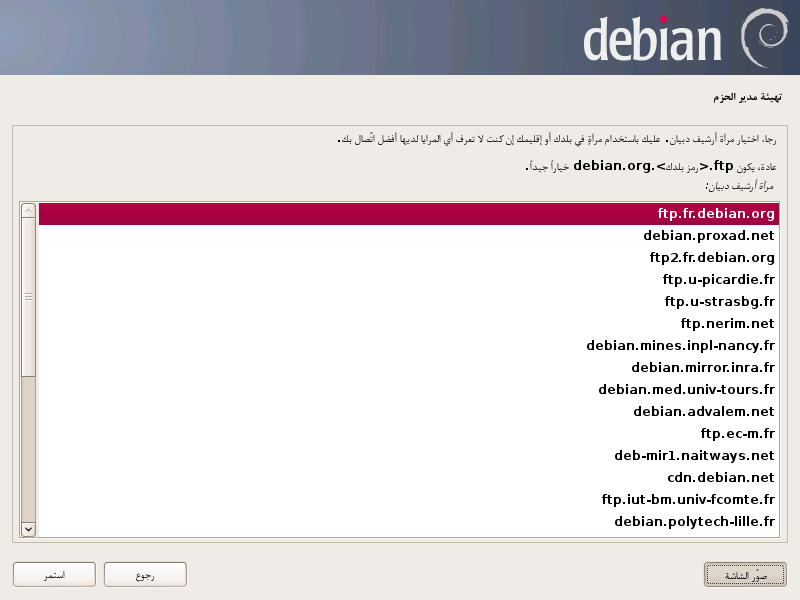 debian
تهيئة مدير الحزم
رجاء اختيار مرآة أرشيف دبيان. عليك باستخدام مرآةٍ في بلدك أو إقليمك إن كنت لا تعرف أي المرايا لديها أفضل اتّصال بك.
عادة، يكون ftp.<رمز بلدك>.debian.org خياراً جيداً.
مرآة أرشيف دبيان:
ftp.fr.debian.org
debian.proxad.net
ftp2.fr.debian.org
ftp.u-picardie.fr
ftp.u-strasbg.fr
ftp.nerim.net
debian.mines.inpl-nancy.fr
debian.mirror.inra.fr
debian.med.univ-tours.fr
debian.advalem.net
ftp.ec-m.fr
deb-mir1.naitways.net
cdn.debian.net
ftp.iut-bm.univ-fcomte.fr
debian.polytech-lille.fr
صوّر الشاشة
رجوع
استمر